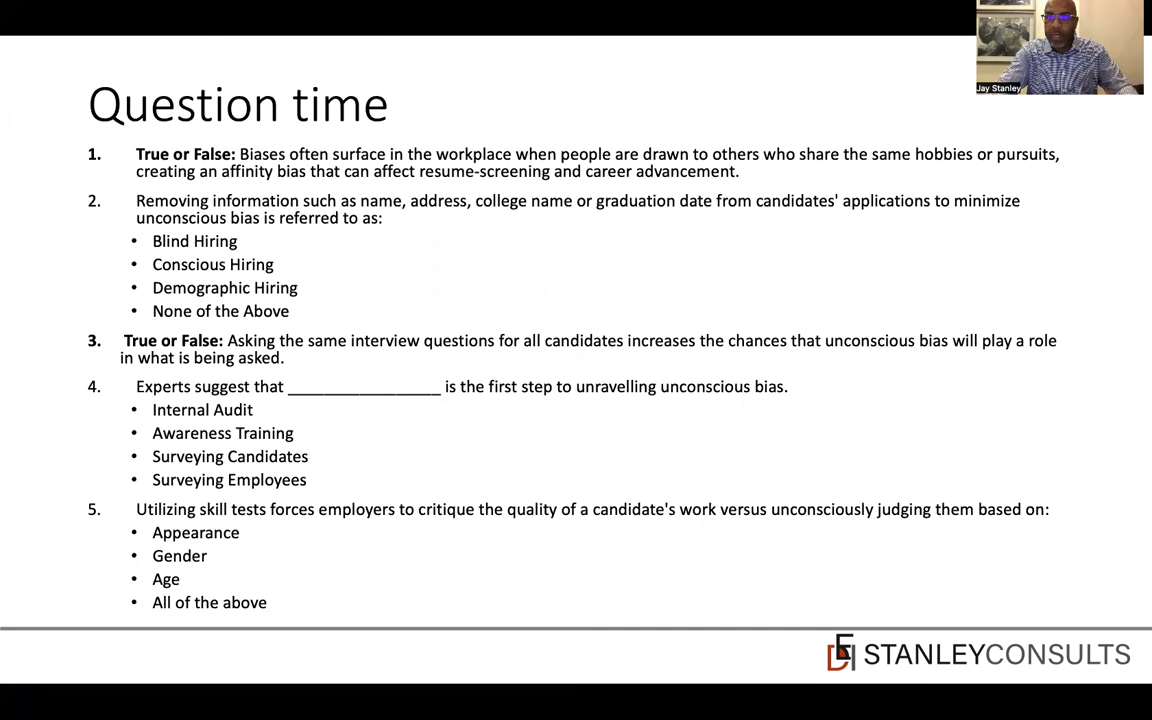 Jay Stanley
Question time
1. True or False: Biases often surface in the workplace when people are drawn to others who share the same hobbies or pursuits,
creating an affinity bias that can affect resume-screening and career advancement.
2. Removing information such as name, address, college name or graduation date from candidates' applications to minimize
unconscious bias is referred to as:
• Blind Hiring
• Conscious Hiring
• Demographic Hiring
• None of the Above
3. True or False: Asking the same interview questions for all candidates increases the chances that unconscious bias will play a role
in what is being asked.
4. Experts suggest that __________________ is the first step to unravelling unconscious bias.
• Internal Audit
• Awareness Training
• Surveying Candidates
• Surveying Employees
5. Utilizing skill tests forces employers to critique the quality of a candidate's work versus unconsciously judging them based on:
• Appearance
• Gender
• Age
• All of the above
STANLEYCONSULTS